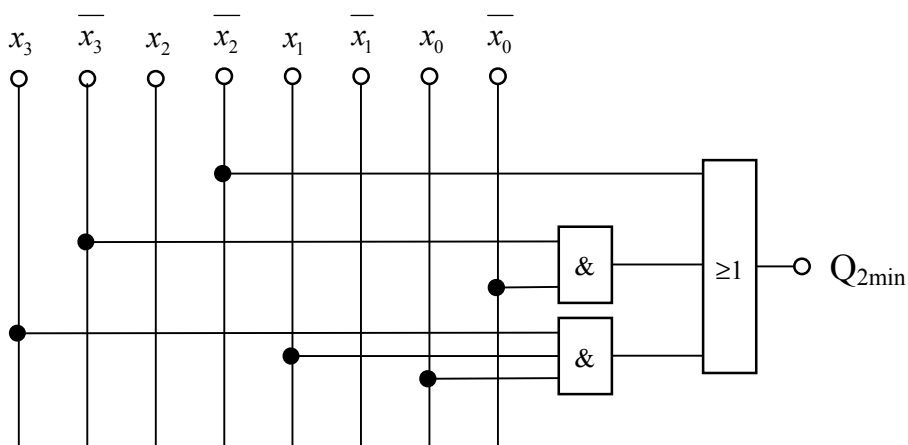 x₃ x̅₃ x₂ x̅₂ x₁ x̅₁ x₀ x̅₀
&
≥1
Q₂ₘᵢₙ
&